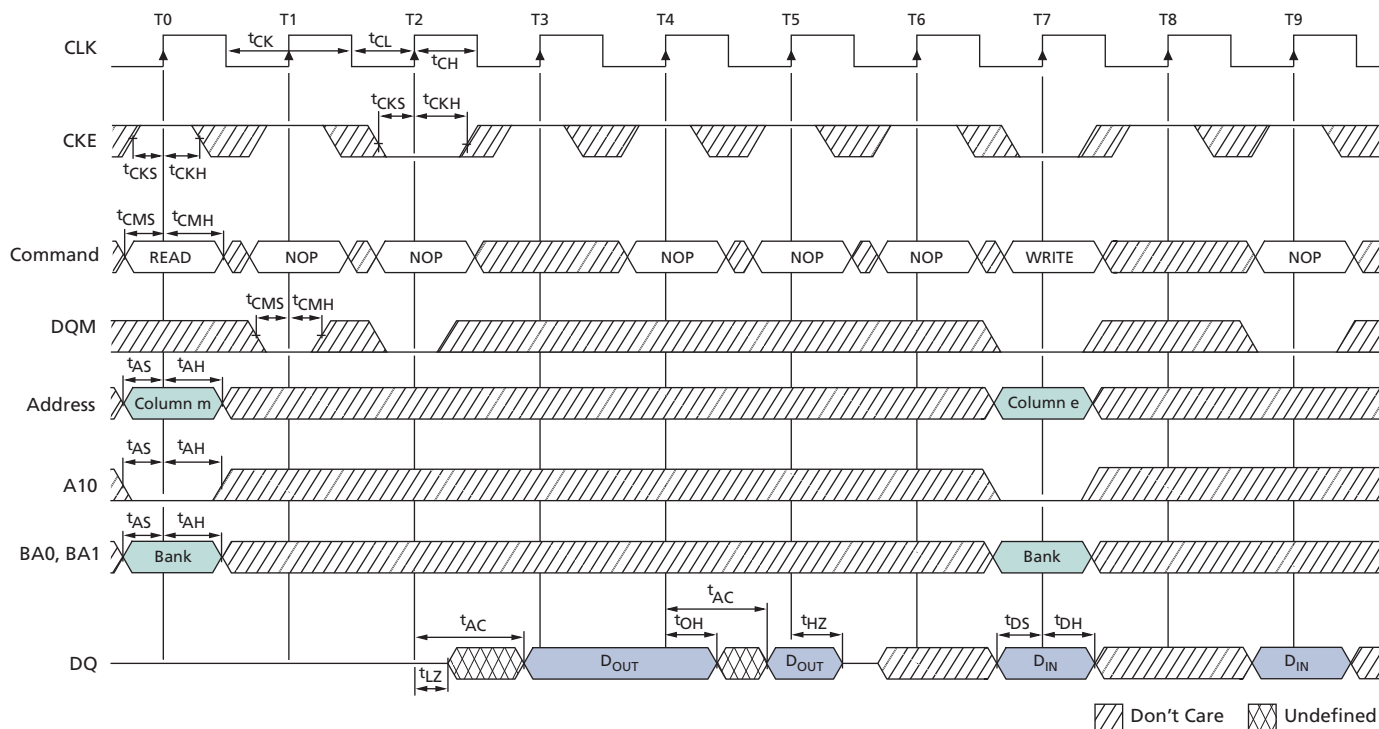 T0 T1 T2 T3 T4 T5 T6 T7 T8 T9
CLK
tCK tCL
tCH
tCKS tCKH
CKE
tCKS tCKH
tCMS tCMH
Command READ NOP NOP NOP NOP NOP WRITE NOP
tCMS tCMH
DQM
tAS tAH
Address Column m Column e
tAS tAH
A10
tAS tAH
BA0, BA1 Bank Bank
tAC
tAC tOH tHZ tDS tDH
DQ DOUT DOUT DIN DIN
tLZ
Don't Care Undefined